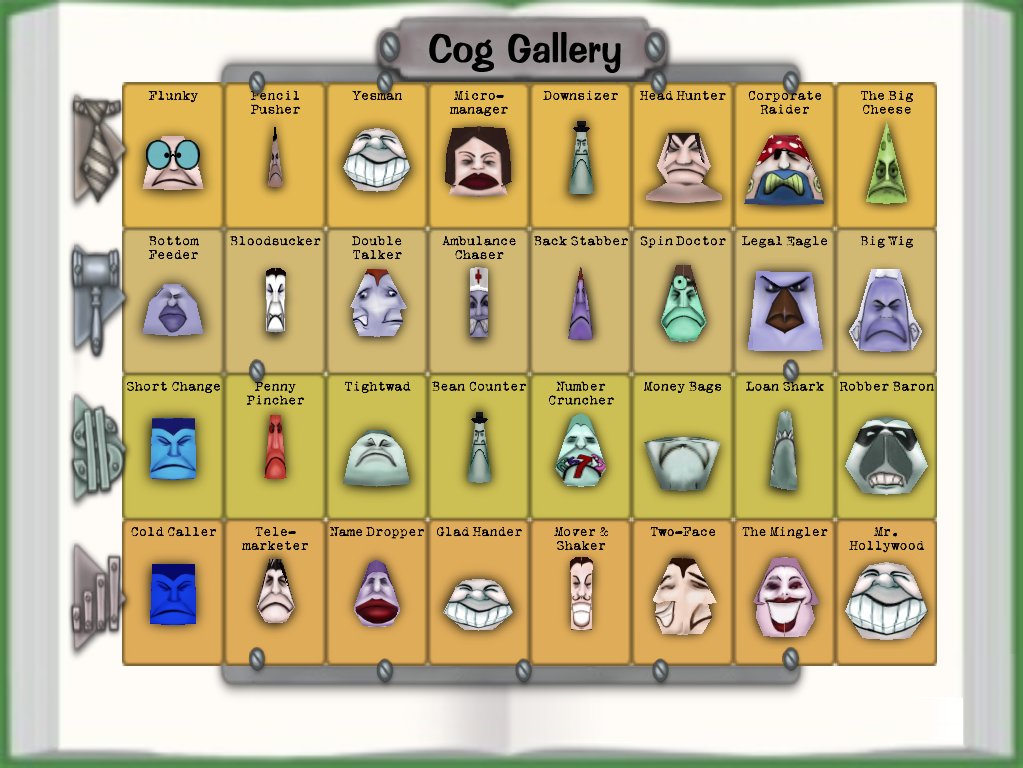 Cog Gallery
Flunky
Pencil
Pusher
Yesman
Micro-
manager
Downsizer
Head Hunter
Corporate
Raider
The Big
Cheese
Bottom
Feeder
Bloodsucker
Double
Talker
Ambulance
Chaser
Back Stabber
Spin Doctor
Legal Eagle
Big Wig
Short Change
Penny
Pincher
Tightwad
Bean Counter
Number
Cruncher
7
Money Bags
Loan Shark
Robber Baron
Cold Caller
Tele-
marketer
Name Dropper
Glad Hander
Mover &
Shaker
Two-Face
The Mingler
Mr.
Hollywood